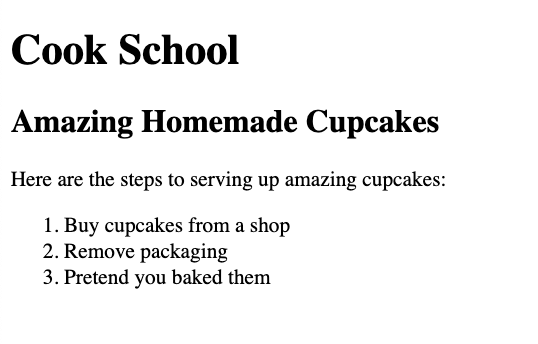 Cook School
Amazing Homemade Cupcakes
Here are the steps to serving up amazing cupcakes:
1. Buy cupcakes from a shop
2. Remove packaging
3. Pretend you baked them